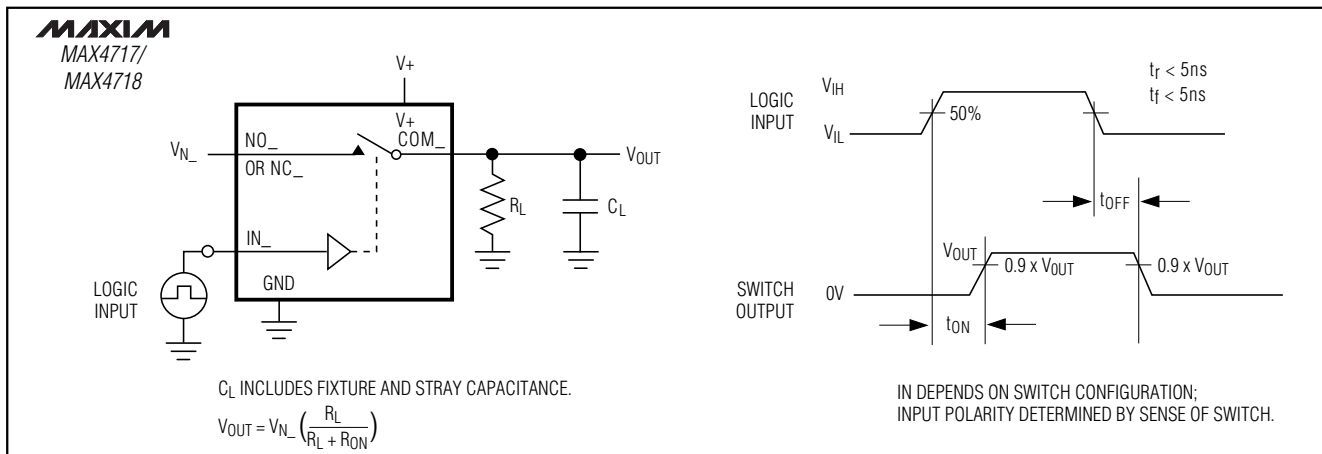 MAXIM
MAX4717/
MAX4718
V+
V+
V_N_
NO_
OR NC_
COM_
V_OUT
R_L
C_L
IN_
GND
LOGIC
INPUT
C_L INCLUDES FIXTURE AND STRAY CAPACITANCE.
V_OUT = V_N_ (R_L / (R_L + R_ON))
LOGIC
INPUT
V_IH
V_IL
50%
t_r < 5ns
t_f < 5ns
t_OFF
SWITCH
OUTPUT
V_OUT
0V
0.9 x V_OUT
0.9 x V_OUT
t_ON
IN DEPENDS ON SWITCH CONFIGURATION;
INPUT POLARITY DETERMINED BY SENSE OF SWITCH.